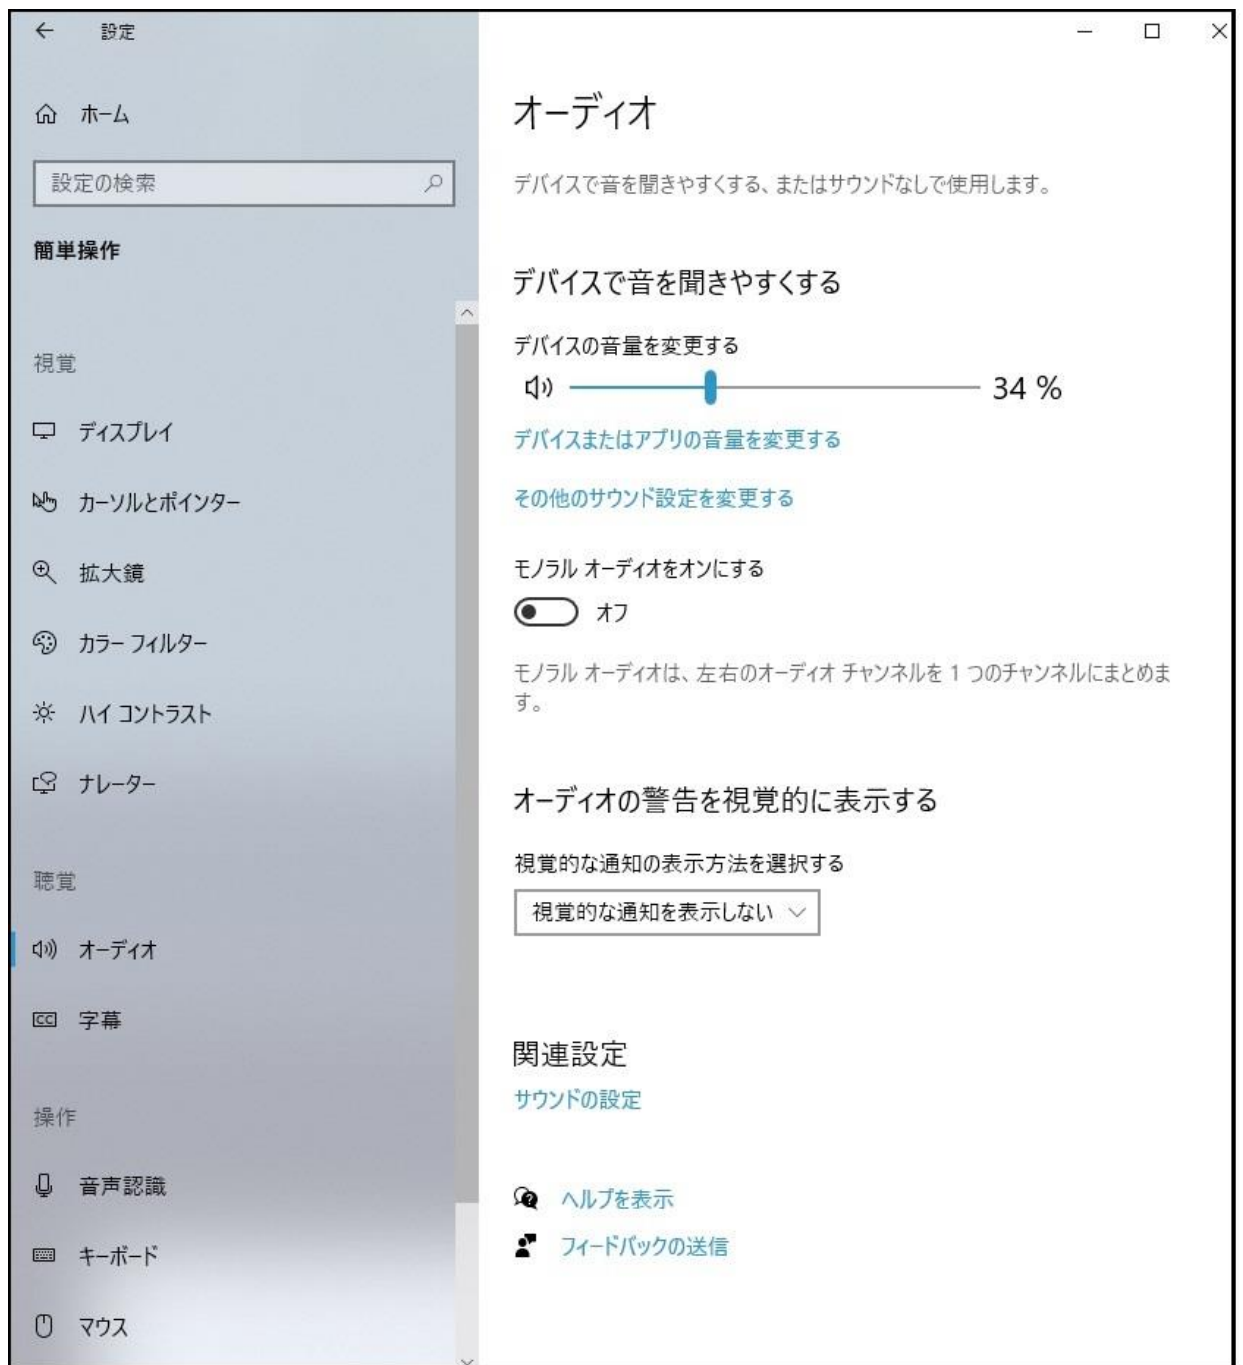 設定
ホーム
設定の検索
簡単操作
視覚
ディスプレイ
カーソルとポインター
拡大鏡
カラー フィルター
ハイ コントラスト
ナレーター
聴覚
オーディオ
字幕
操作
音声認識
キーボード
マウス
オーディオ
デバイスで音を聞きやすくする、またはサウンドなしで使用します。
デバイスで音を聞きやすくする
デバイスの音量を変更する
34 %
デバイスまたはアプリの音量を変更する
その他のサウンド設定を変更する
モノラル オーディオをオンにする
オフ
モノラル オーディオは、左右のオーディオ チャンネルを 1 つのチャンネルにまとめま
す。
オーディオの警告を視覚的に表示する
視覚的な通知の表示方法を選択する
視覚的な通知を表示しない
関連設定
サウンドの設定
ヘルプを表示
フィードバックの送信